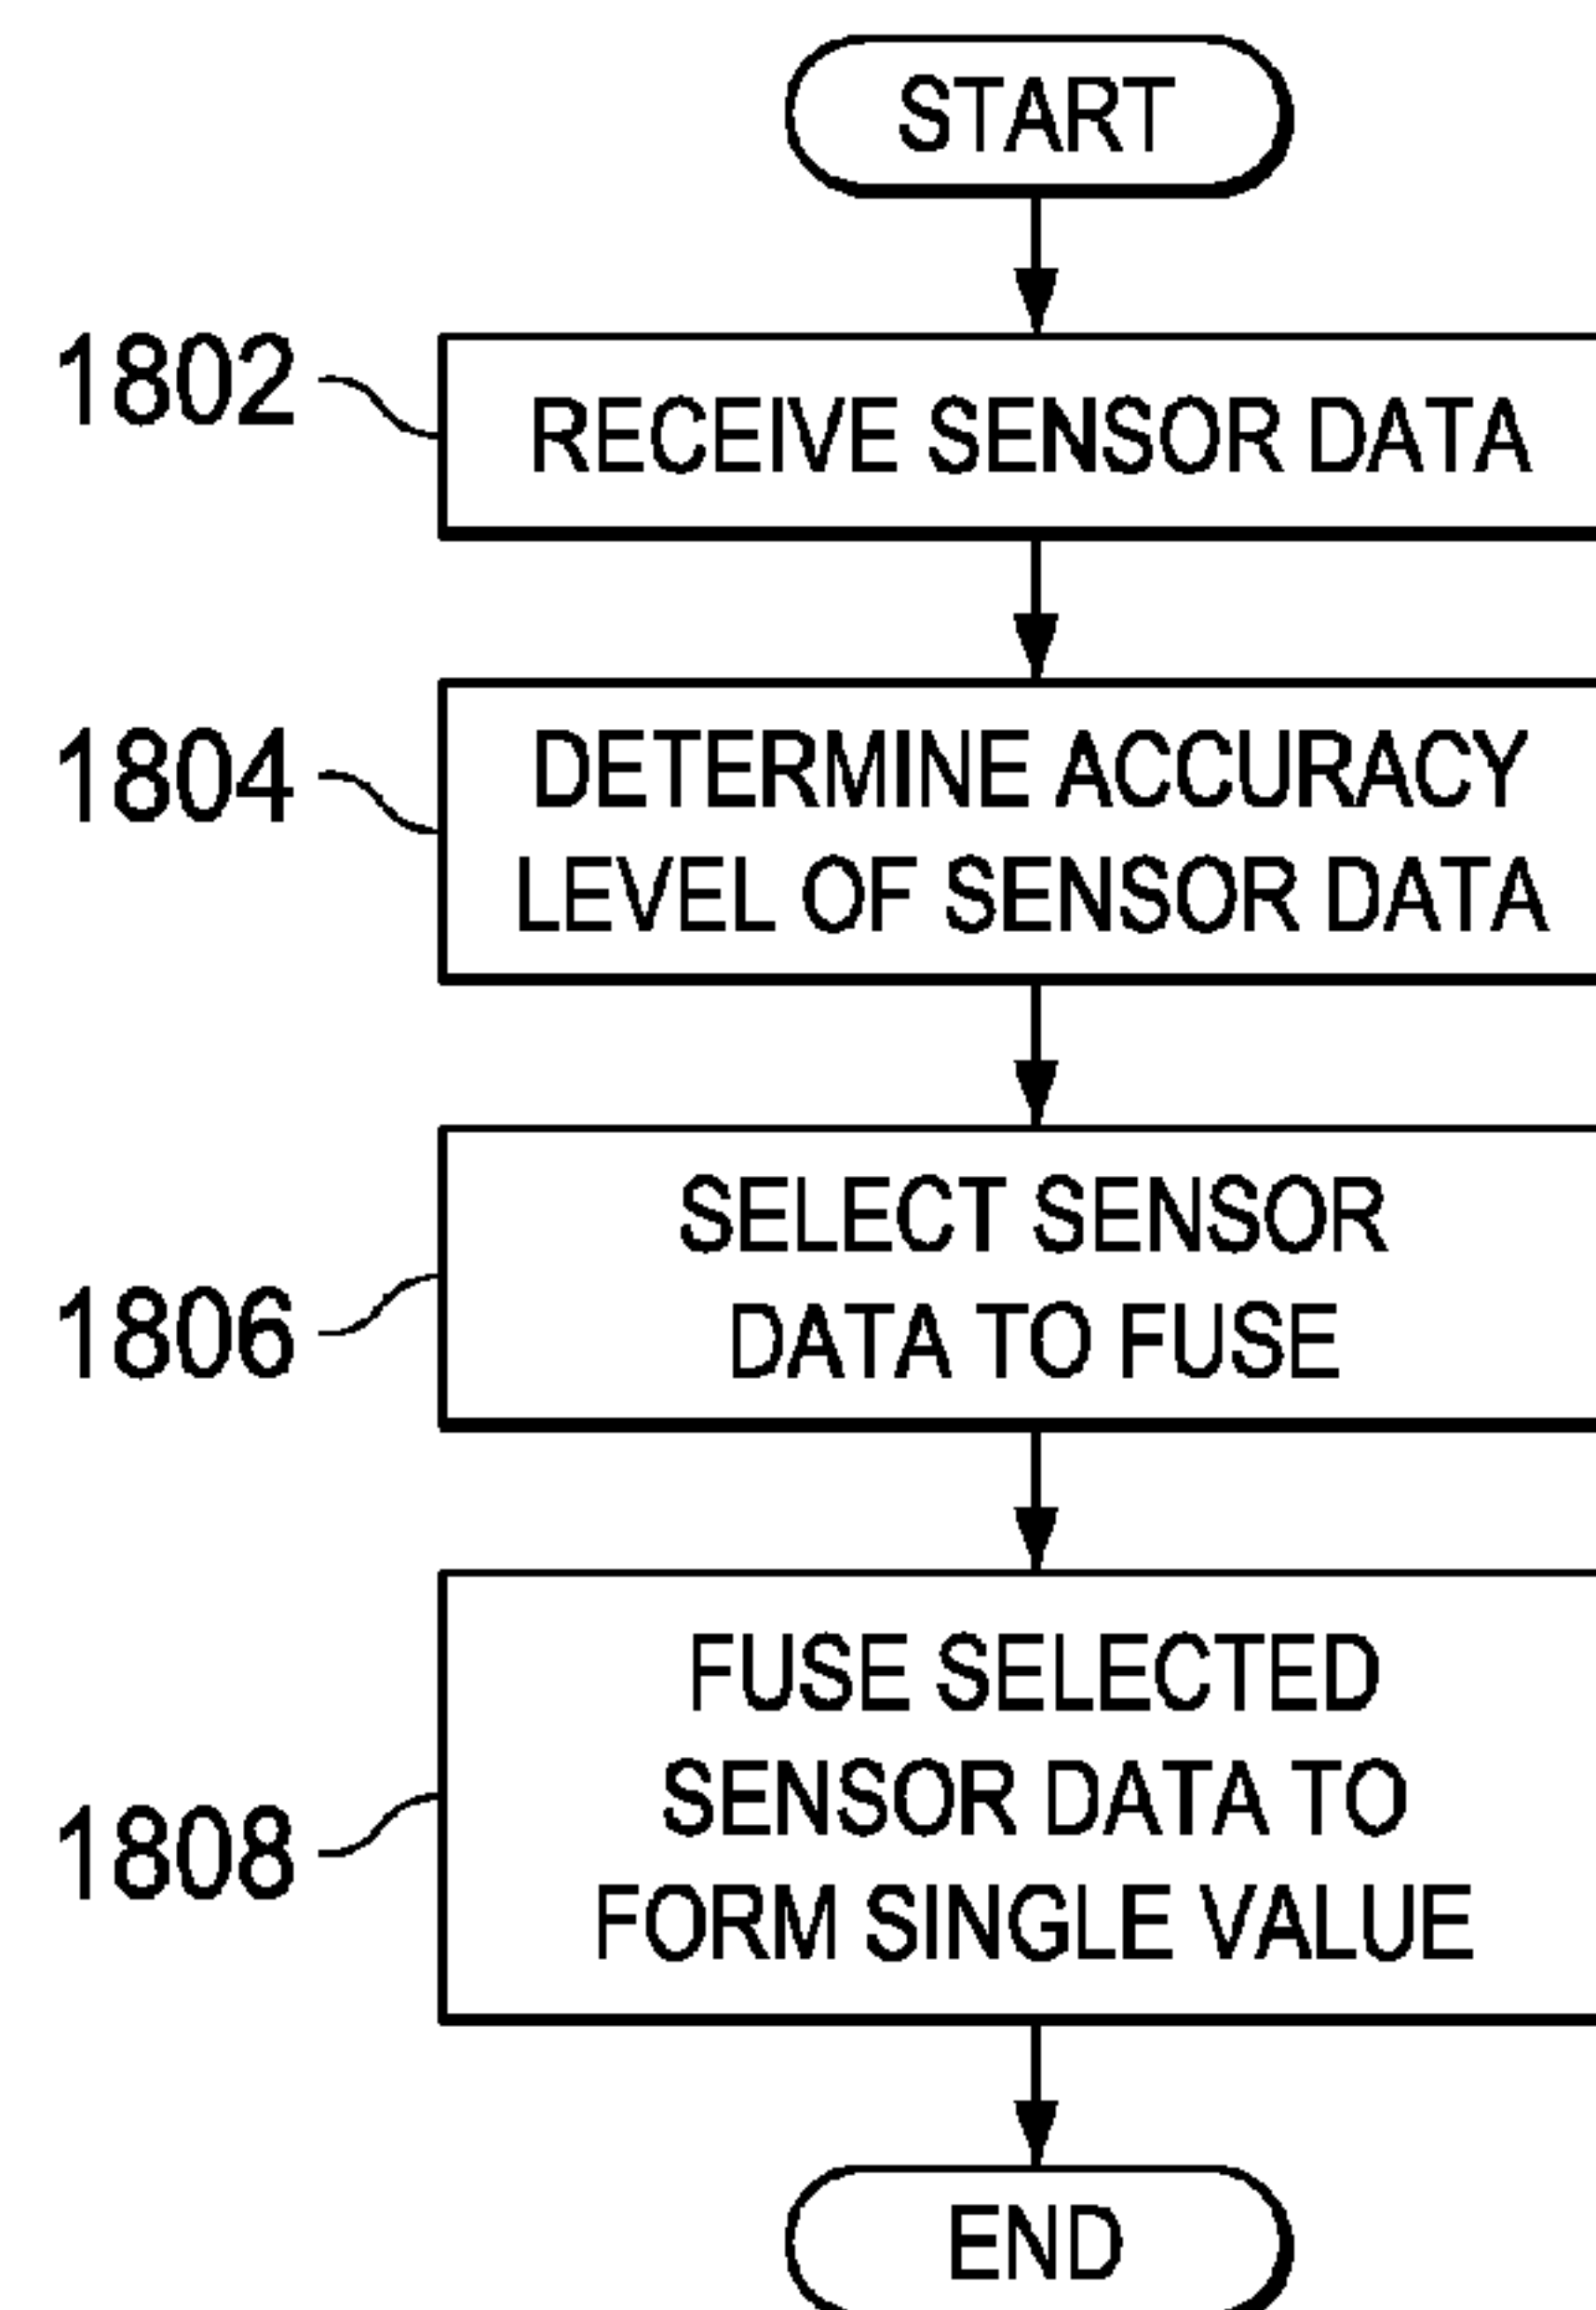 START
1802
RECEIVE SENSOR DATA
1804
DETERMINE ACCURACY
LEVEL OF SENSOR DATA
1806
SELECT SENSOR
DATA TO FUSE
1808
FUSE SELECTED
SENSOR DATA TO
FORM SINGLE VALUE
END